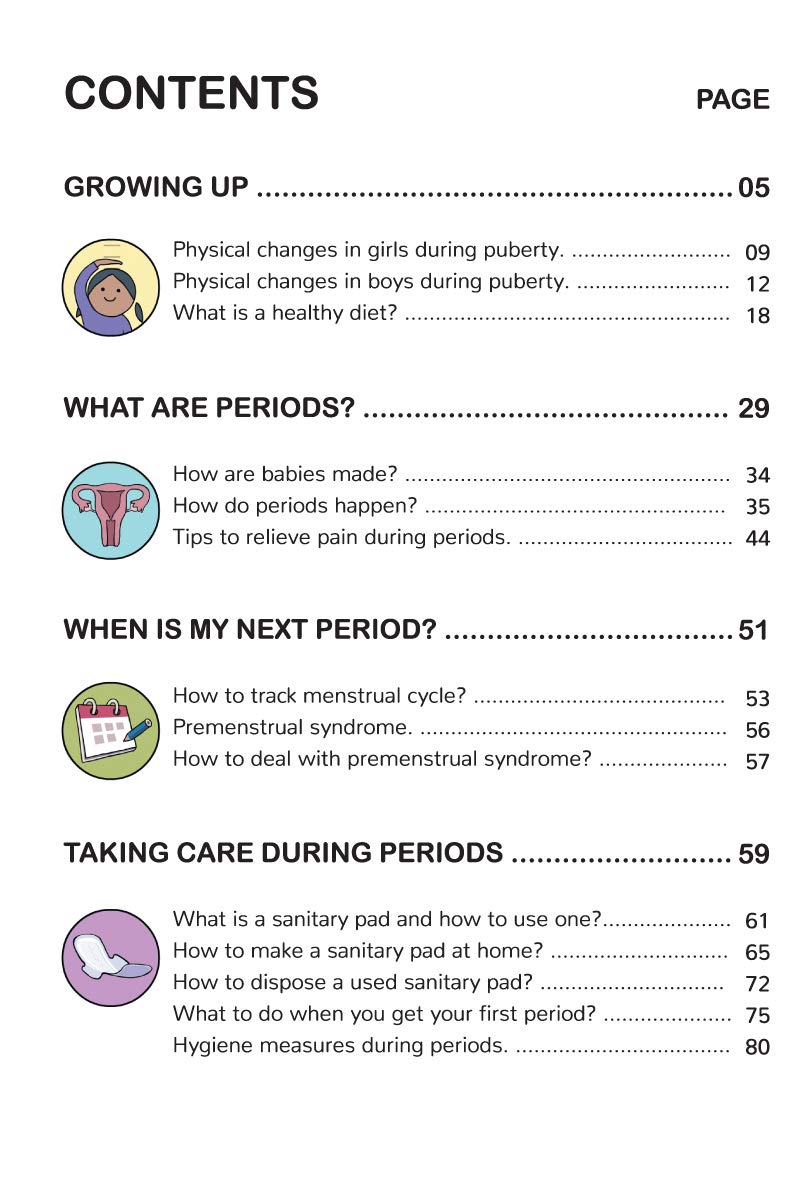 CONTENTS PAGE
GROWING UP ........................................................ 05
Physical changes in girls during puberty. .......................... 09
Physical changes in boys during puberty. ......................... 12
What is a healthy diet? ..................................................... 18
WHAT ARE PERIODS? ........................................... 29
How are babies made? ..................................................... 34
How do periods happen? ................................................. 35
Tips to relieve pain during periods. ................................... 44
WHEN IS MY NEXT PERIOD? .................................. 51
How to track menstrual cycle? ......................................... 53
Premenstrual syndrome. .................................................. 56
How to deal with premenstrual syndrome? ..................... 57
TAKING CARE DURING PERIODS .......................... 59
What is a sanitary pad and how to use one?..................... 61
How to make a sanitary pad at home? ............................. 65
How to dispose a used sanitary pad? .............................. 72
What to do when you get your first period? ..................... 75
Hygiene measures during periods. ................................... 80